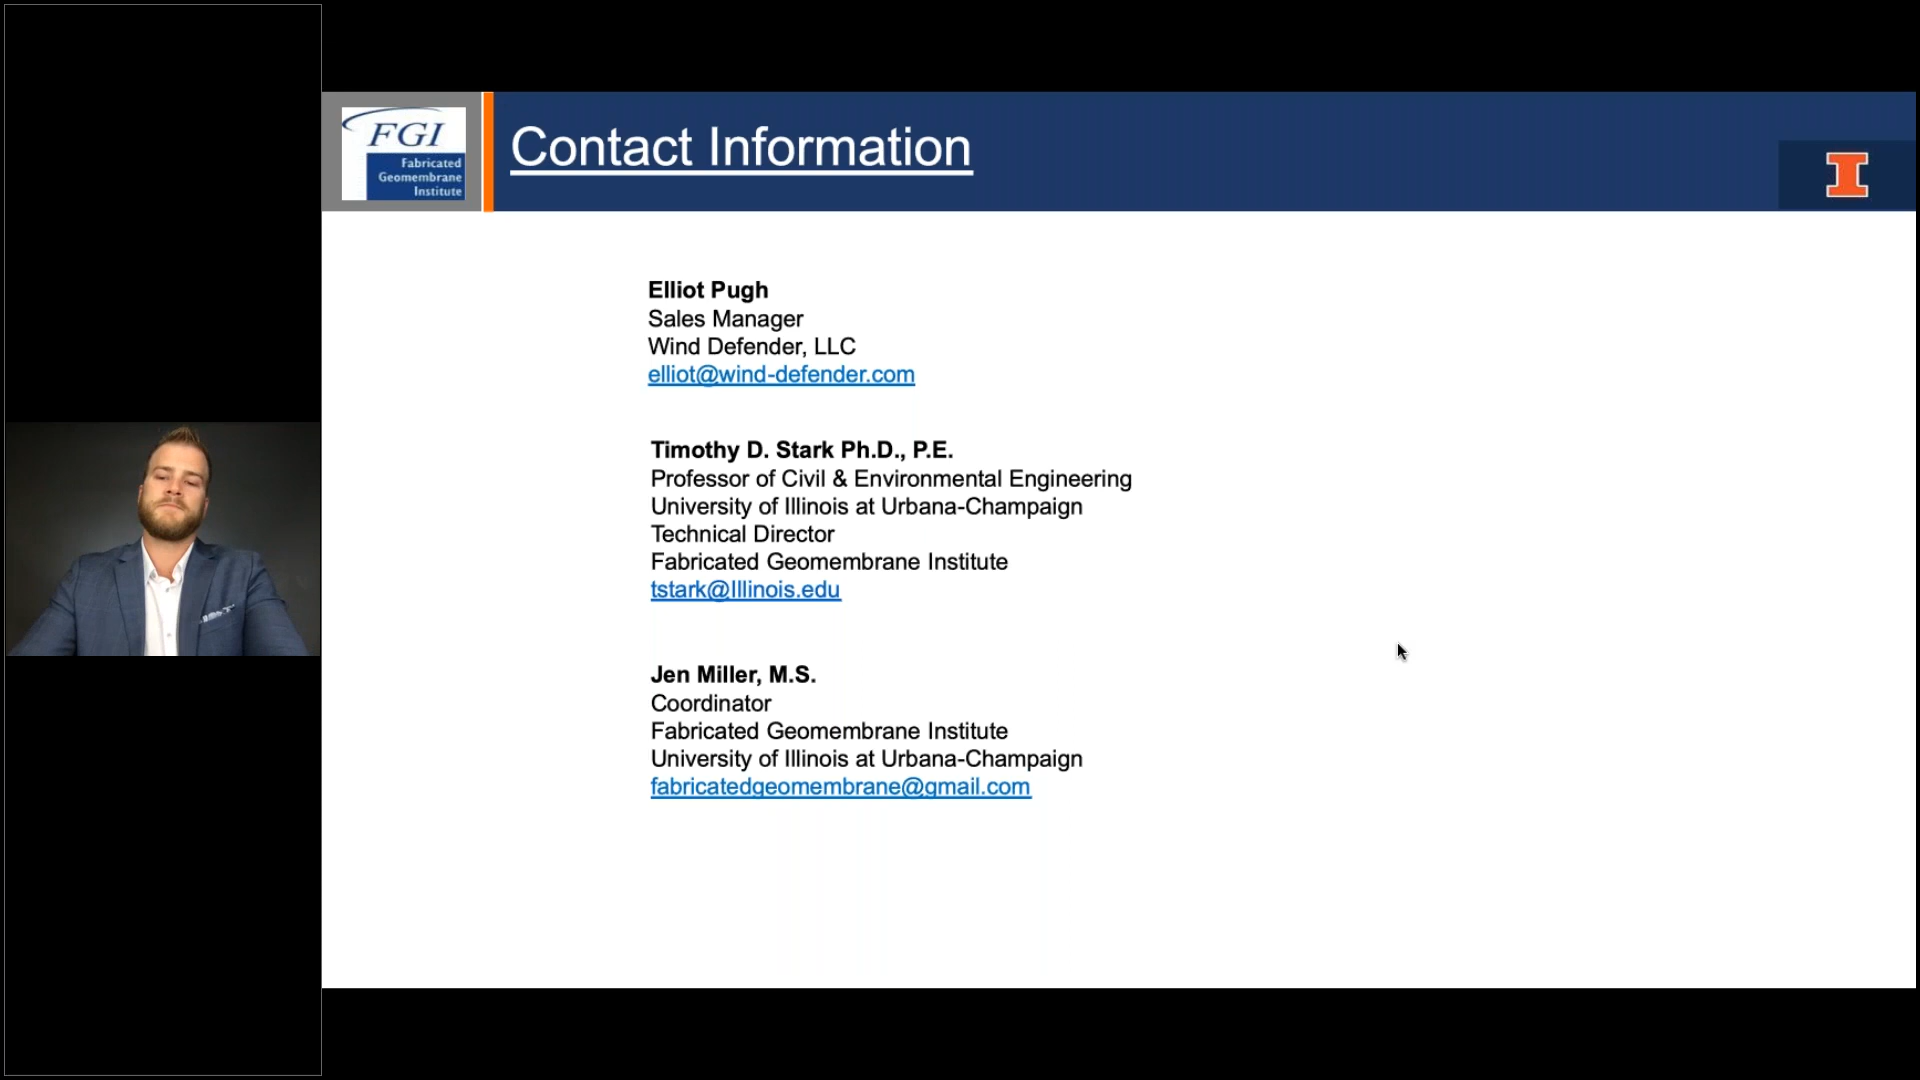 FGI
Fabricated
Geomembrane
Institute
Contact Information
I
Elliot Pugh
Sales Manager
Wind Defender, LLC
elliot@wind-defender.com
Timothy D. Stark Ph.D., P.E.
Professor of Civil & Environmental Engineering
University of Illinois at Urbana-Champaign
Technical Director
Fabricated Geomembrane Institute
tstark@Illinois.edu
Jen Miller, M.S.
Coordinator
Fabricated Geomembrane Institute
University of Illinois at Urbana-Champaign
fabricatedgeomembrane@gmail.com